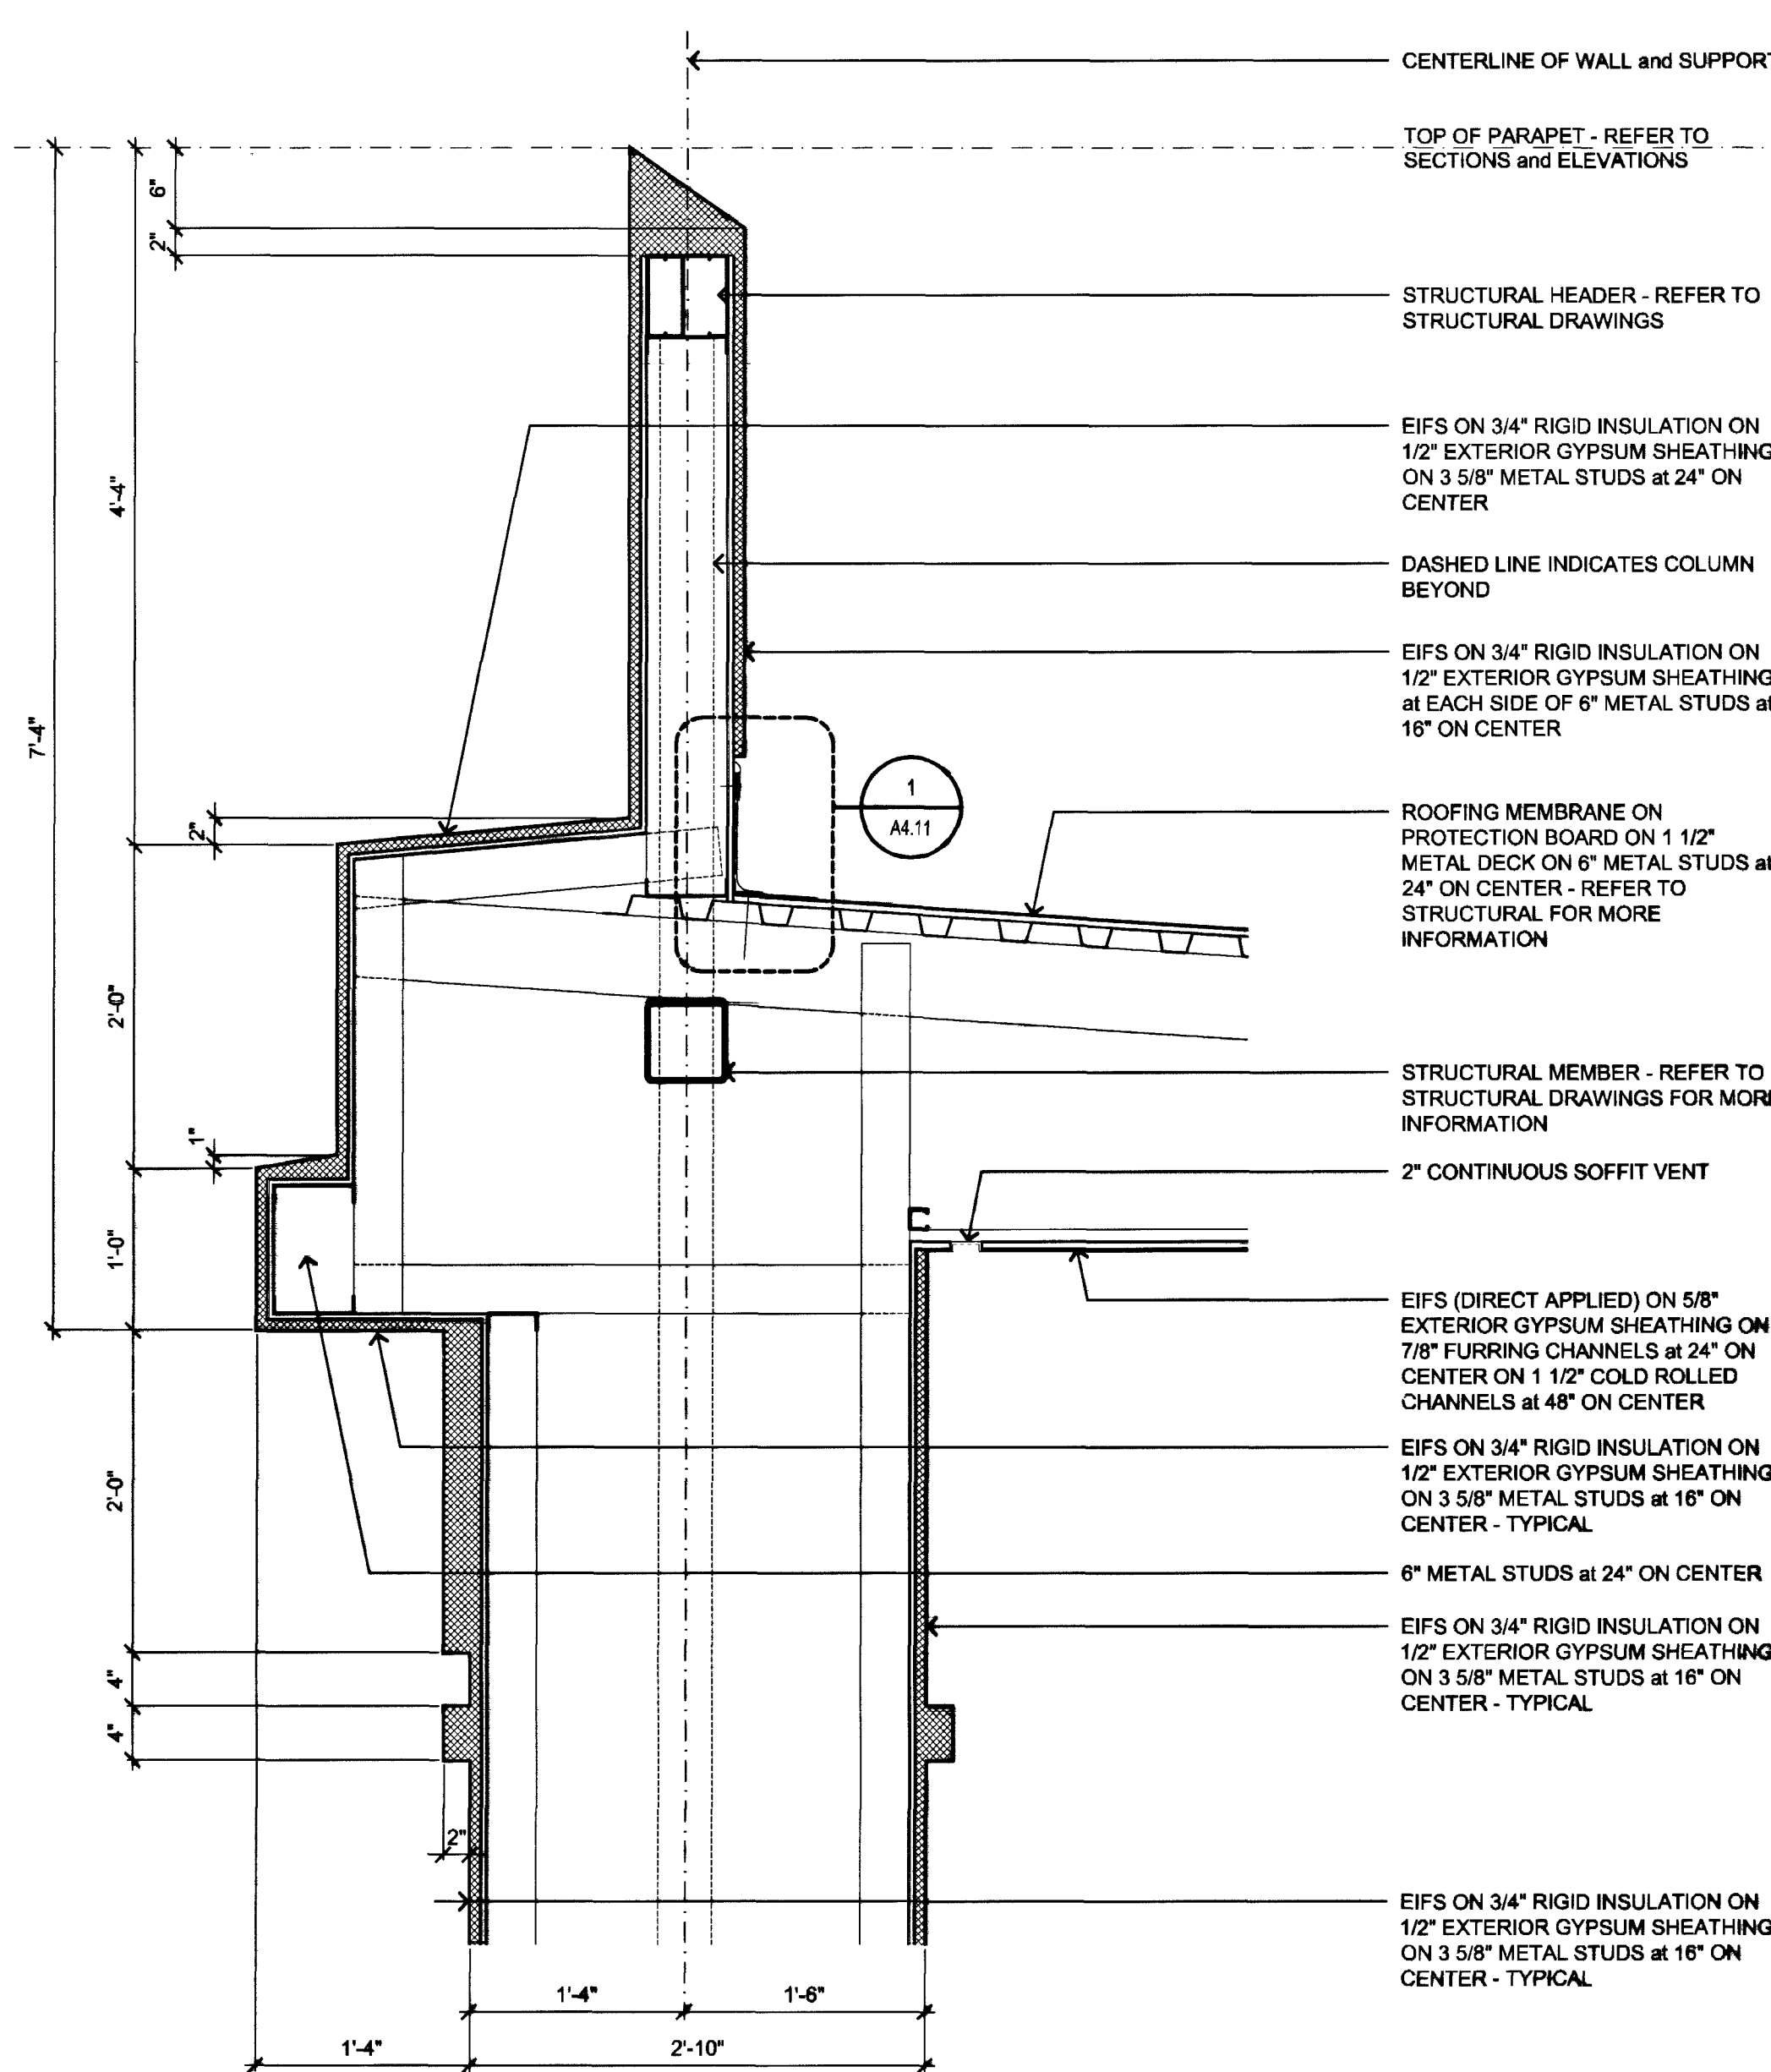 CENTERLINE OF WALL and SUPPORT
TOP OF PARAPET - REFER TO
SECTIONS and ELEVATIONS
6"
2"
STRUCTURAL HEADER - REFER TO
STRUCTURAL DRAWINGS
EIFS ON 3/4" RIGID INSULATION ON
1/2" EXTERIOR GYPSUM SHEATHING
ON 3 5/8" METAL STUDS at 24" ON
CENTER
4'-4"
DASHED LINE INDICATES COLUMN
BEYOND
EIFS ON 3/4" RIGID INSULATION ON
1/2" EXTERIOR GYPSUM SHEATHING
at EACH SIDE OF 6" METAL STUDS at
16" ON CENTER
7'-4"
1
A4.11
2"
ROOFING MEMBRANE ON
PROTECTION BOARD ON 1 1/2"
METAL DECK ON 6" METAL STUDS at
24" ON CENTER - REFER TO
STRUCTURAL FOR MORE
INFORMATION
2'-0"
STRUCTURAL MEMBER - REFER TO
STRUCTURAL DRAWINGS FOR MORE
INFORMATION
1"
2" CONTINUOUS SOFFIT VENT
1'-0"
EIFS (DIRECT APPLIED) ON 5/8"
EXTERIOR GYPSUM SHEATHING ON
7/8" FURRING CHANNELS at 24" ON
CENTER ON 1 1/2" COLD ROLLED
CHANNELS at 48" ON CENTER
EIFS ON 3/4" RIGID INSULATION ON
1/2" EXTERIOR GYPSUM SHEATHING
ON 3 5/8" METAL STUDS at 16" ON
CENTER - TYPICAL
2'-0"
6" METAL STUDS at 24" ON CENTER
EIFS ON 3/4" RIGID INSULATION ON
1/2" EXTERIOR GYPSUM SHEATHING
ON 3 5/8" METAL STUDS at 16" ON
CENTER - TYPICAL
4"
4"
2"
EIFS ON 3/4" RIGID INSULATION ON
1/2" EXTERIOR GYPSUM SHEATHING
ON 3 5/8" METAL STUDS at 16" ON
CENTER - TYPICAL
1'-4"
1'-6"
1'-4"
2'-10"